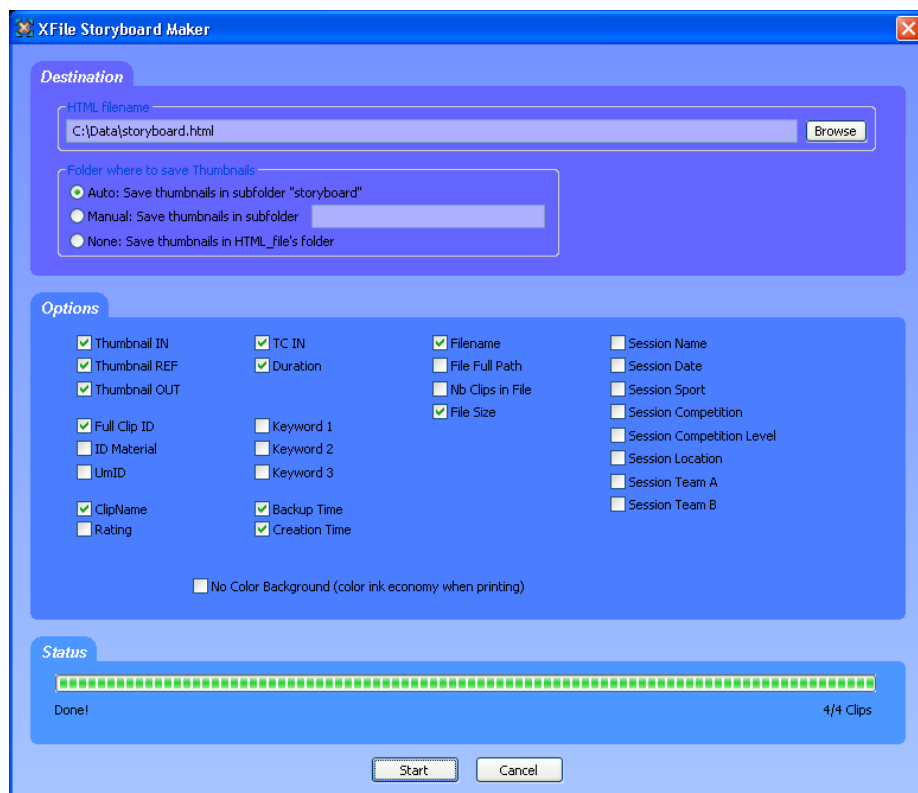 XFile Storyboard Maker
Destination
HTML filename
C:\Data\storyboard.html
Browse
Folder where to save Thumbnails
Auto: Save thumbnails in subfolder "storyboard"
Manual: Save thumbnails in subfolder
None: Save thumbnails in HTML_file's folder
Options
Thumbnail IN
Thumbnail REF
Thumbnail OUT
Full Clip ID
ID Material
UmID
ClipName
Rating
TC IN
Duration
Keyword 1
Keyword 2
Keyword 3
Backup Time
Creation Time
Filename
File Full Path
Nb Clips in File
File Size
Session Name
Session Date
Session Sport
Session Competition
Session Competition Level
Session Location
Session Team A
Session Team B
No Color Background (color ink economy when printing)
Status
Done!
4/4 Clips
Start
Cancel